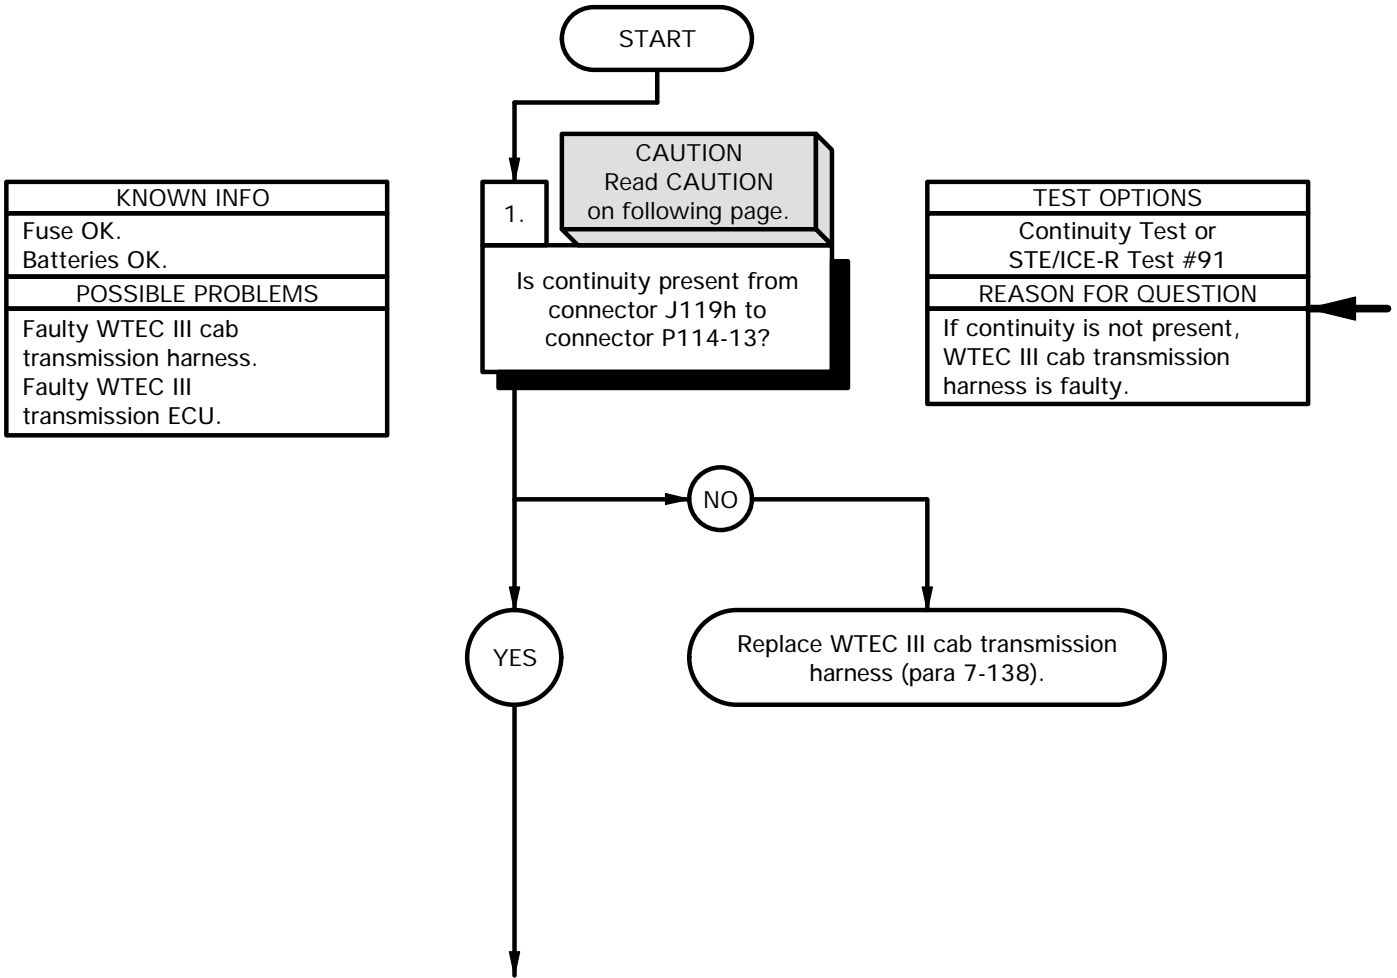 START
KNOWN INFO
Fuse OK.
Batteries OK.
POSSIBLE PROBLEMS
Faulty WTEC III cab
transmission harness.
Faulty WTEC III
transmission ECU.
CAUTION
Read CAUTION
on following page.
1.
Is continuity present from
connector J119h to
connector P114-13?
TEST OPTIONS
Continuity Test or
STE/ICE-R Test #91
REASON FOR QUESTION
If continuity is not present,
WTEC III cab transmission
harness is faulty.
NO
YES
Replace WTEC III cab transmission
harness (para 7-138).